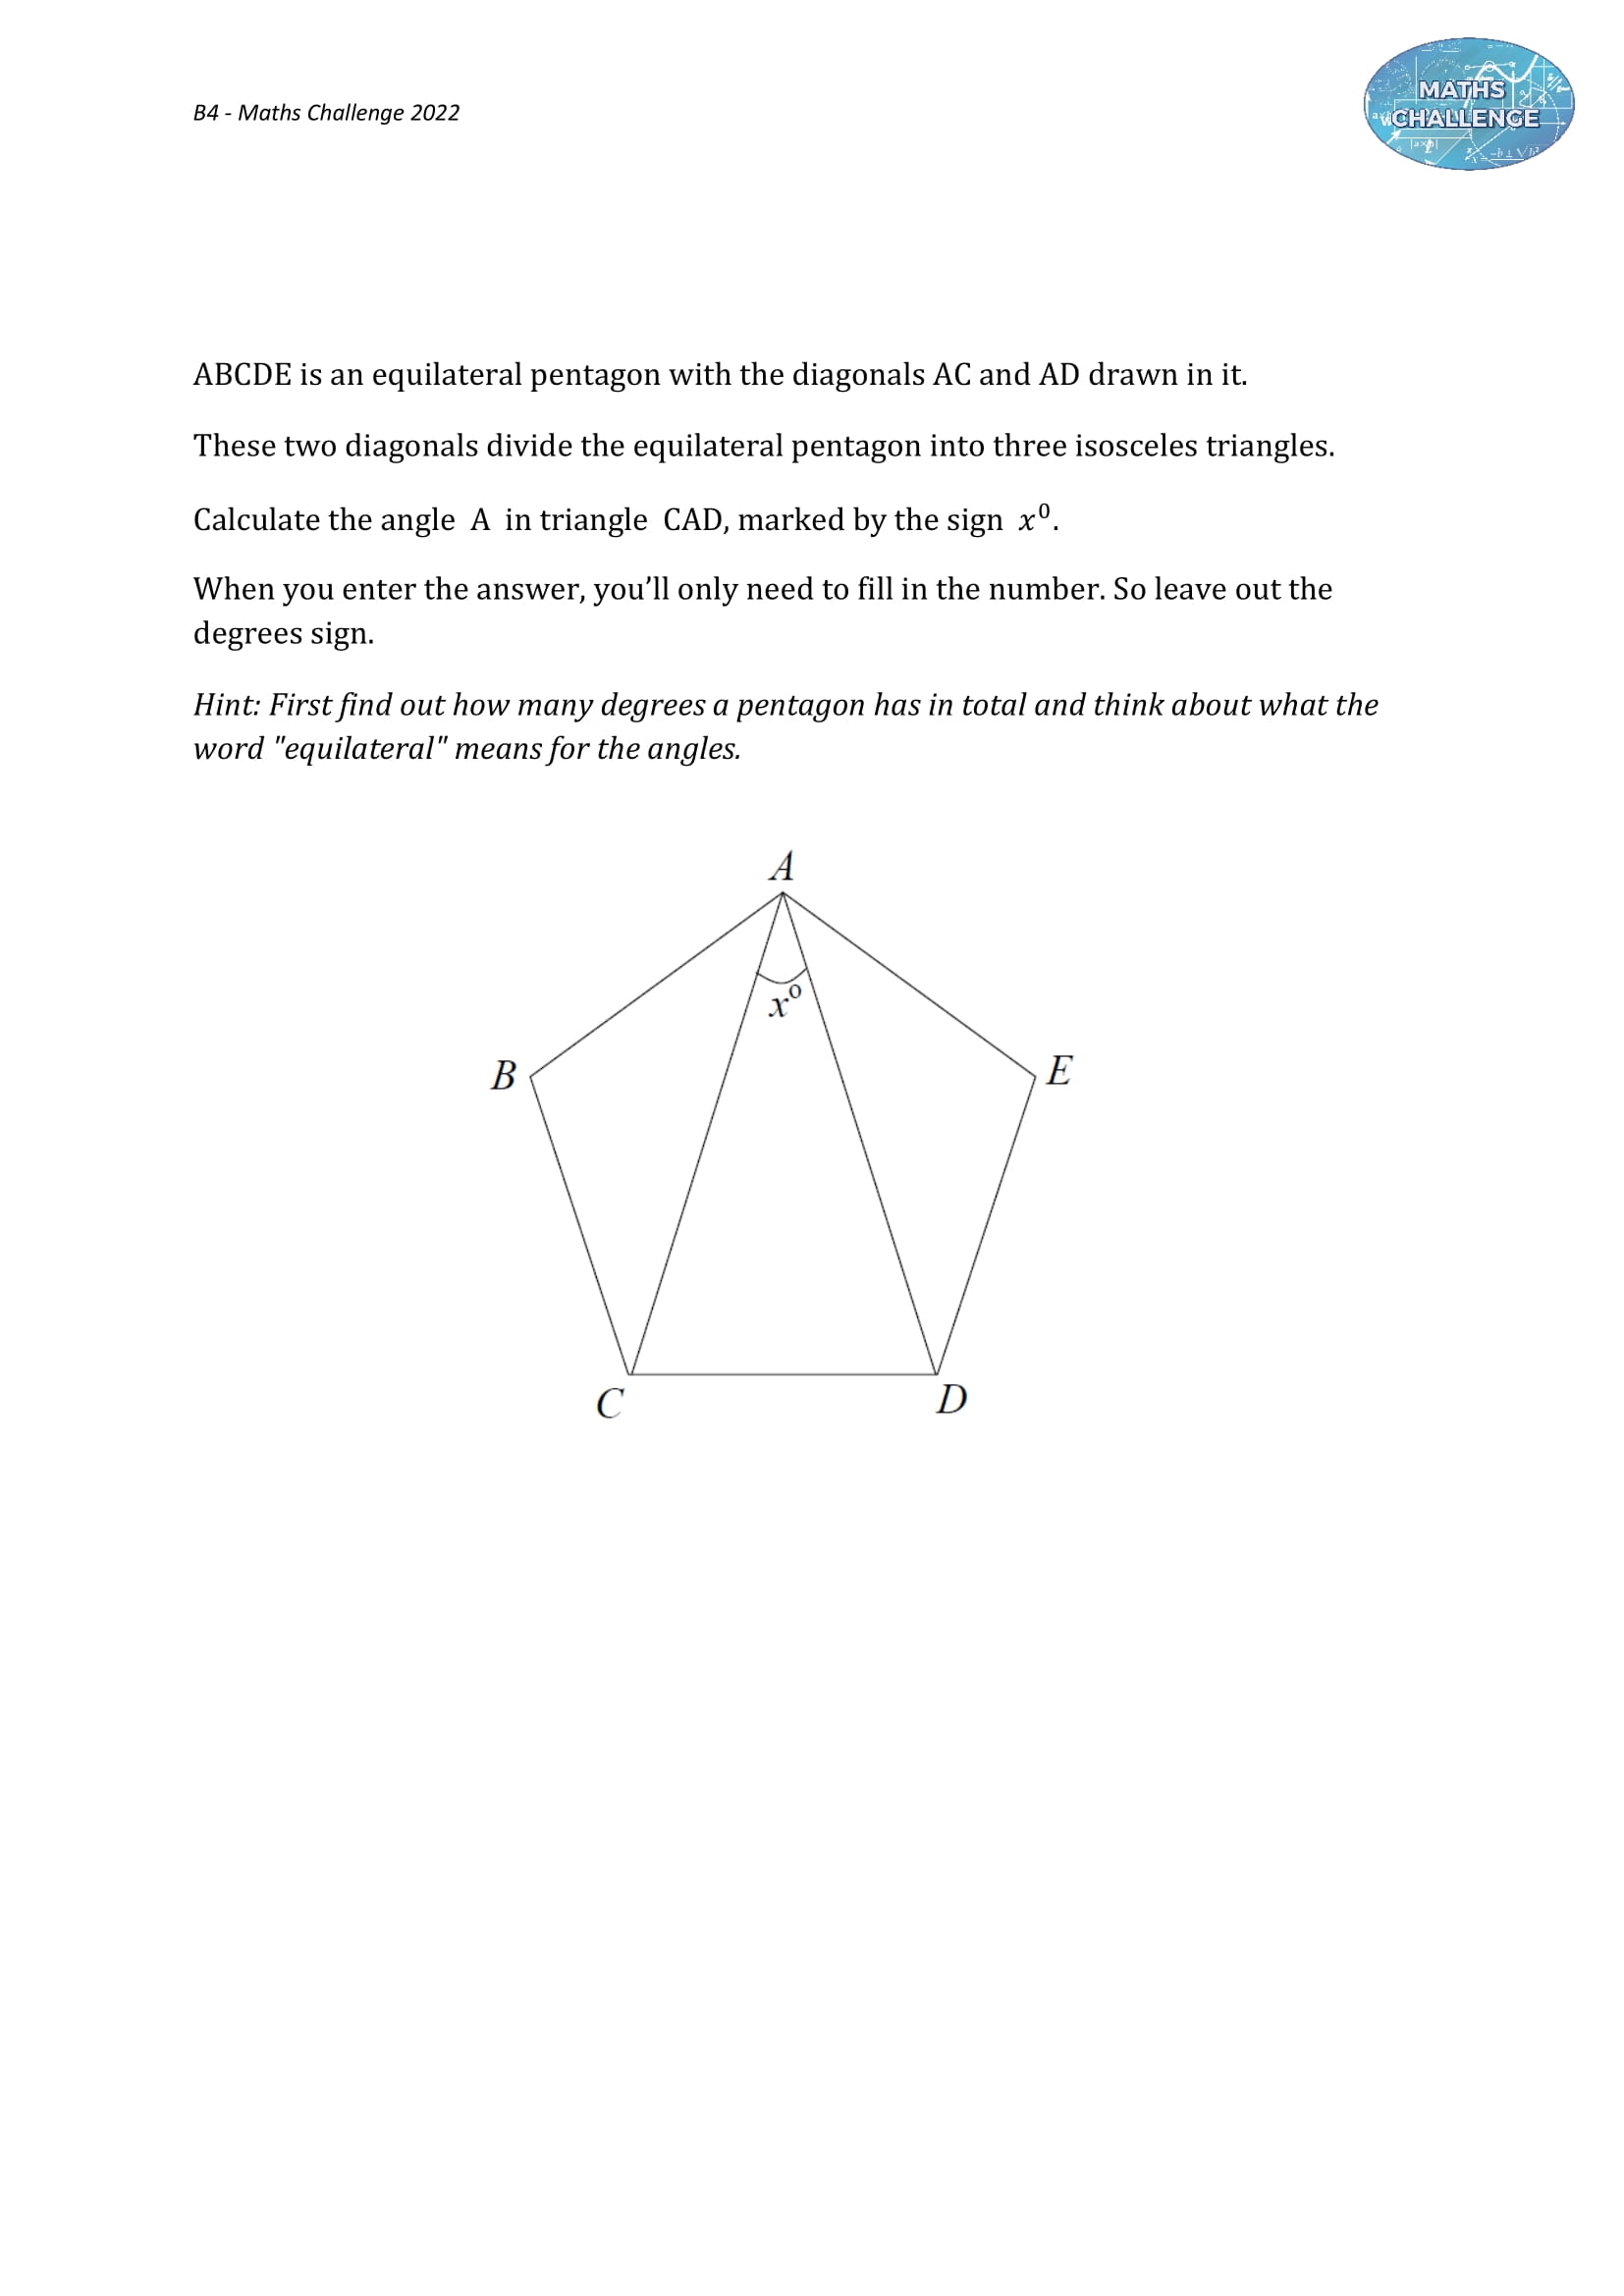 B4 - Maths Challenge 2022
MATHS
CHALLENGE
ABCDE is an equilateral pentagon with the diagonals AC and AD drawn in it.
These two diagonals divide the equilateral pentagon into three isosceles triangles.
Calculate the angle A in triangle CAD, marked by the sign x⁰.
When you enter the answer, you’ll only need to fill in the number. So leave out the
degrees sign.
Hint: First find out how many degrees a pentagon has in total and think about what the
word "equilateral" means for the angles.
A
x⁰
B
E
C
D